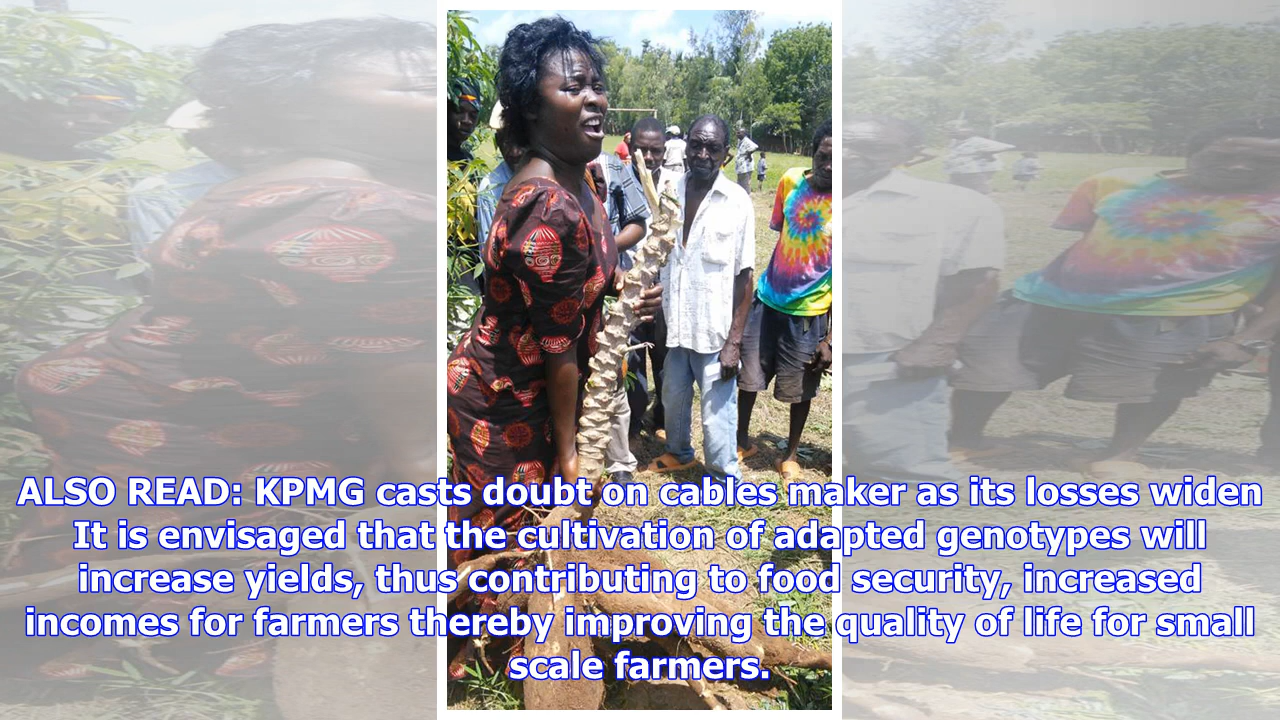 ALSO READ: KPMG casts doubt on cables maker as its losses widen
It is envisaged that the cultivation of adapted genotypes will
increase yields, thus contributing to food security, increased
incomes for farmers thereby improving the quality of life for small
scale farmers.